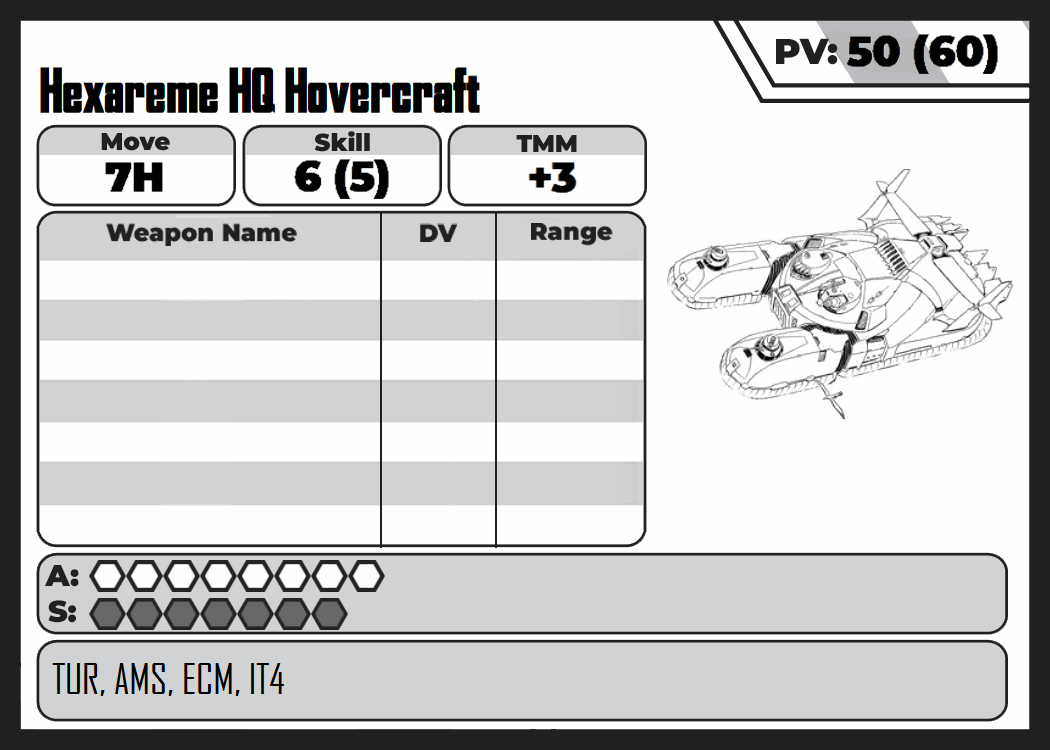 PV: 50 (60)
Hexareme HQ Hovercraft
Move Skill TMM
7H 6 (5) +3
Weapon Name DV Range
A:
S:
TUR, AMS, ECM, IT4